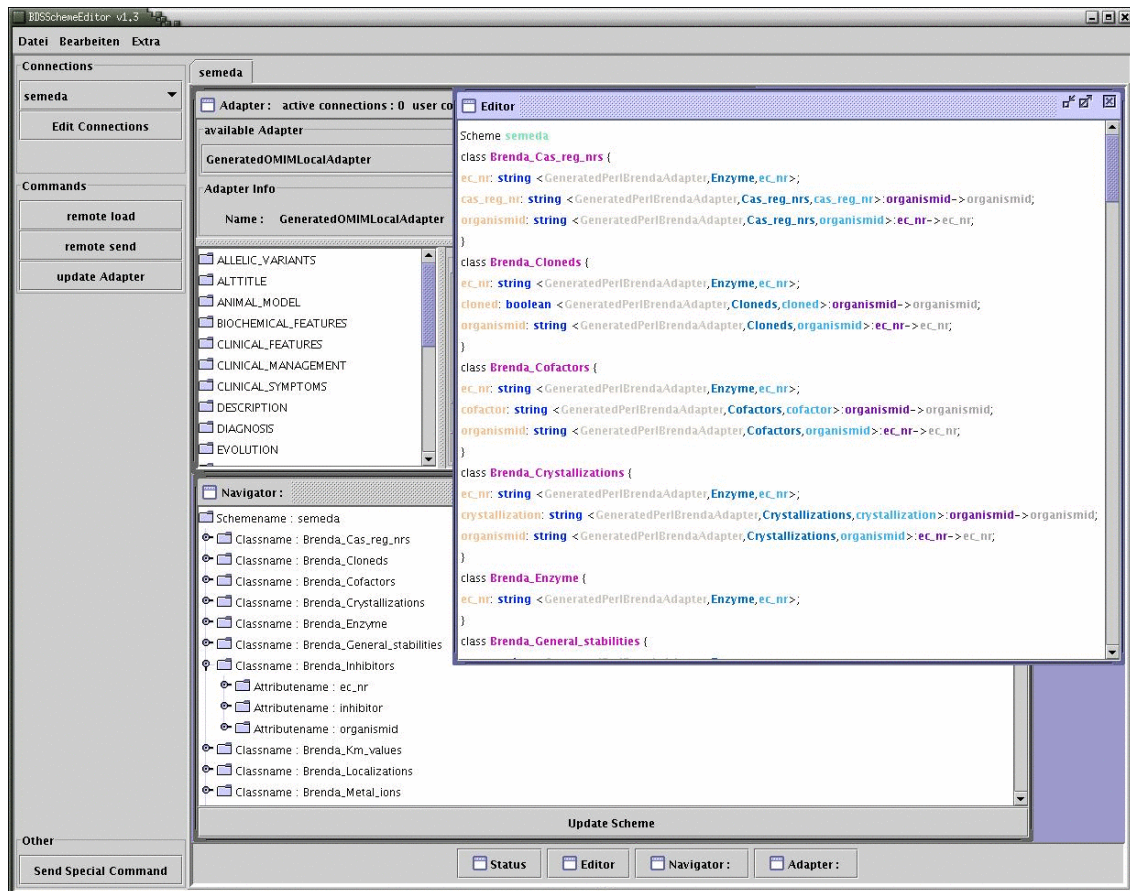 BDSSchemeEditor v1.3
Datei Bearbeiten Extra
Connections
semeda
Edit Connections
Commands
remote load
remote send
update Adapter
Other
Send Special Command
semeda
Adapter : active connections : 0 user co
available Adapter
GeneratedOMIMLocalAdapter
Adapter Info
Name : GeneratedOMIMLocalAdapter
ALLELIC_VARIANTS
ALTTITLE
ANIMAL_MODEL
BIOCHEMICAL_FEATURES
CLINICAL_FEATURES
CLINICAL_MANAGEMENT
CLINICAL_SYMPTOMS
DESCRIPTION
DIAGNOSIS
EVOLUTION
Editor
Scheme semeda
class Brenda_Cas_reg_nrs {
ec_nr: string <GeneratedPerlBrendaAdapter,Enzyme,ec_nr>;
cas_reg_nr: string <GeneratedPerlBrendaAdapter,Cas_reg_nrs,cas_reg_nr>:organismid->organismid;
organismid: string <GeneratedPerlBrendaAdapter,Cas_reg_nrs,organismid>:ec_nr->ec_nr;
}
class Brenda_Cloneds {
ec_nr: string <GeneratedPerlBrendaAdapter,Enzyme,ec_nr>;
cloned: boolean <GeneratedPerlBrendaAdapter,Cloneds,cloned>:organismid->organismid;
organismid: string <GeneratedPerlBrendaAdapter,Cloneds,organismid>:ec_nr->ec_nr;
}
class Brenda_Cofactors {
ec_nr: string <GeneratedPerlBrendaAdapter,Enzyme,ec_nr>;
cofactor: string <GeneratedPerlBrendaAdapter,Cofactors,cofactor>:organismid->organismid;
organismid: string <GeneratedPerlBrendaAdapter,Cofactors,organismid>:ec_nr->ec_nr;
}
class Brenda_Crystallizations {
ec_nr: string <GeneratedPerlBrendaAdapter,Enzyme,ec_nr>;
crystallization: string <GeneratedPerlBrendaAdapter,Crystallizations,crystallization>:organismid->organismid;
organismid: string <GeneratedPerlBrendaAdapter,Crystallizations,organismid>:ec_nr->ec_nr;
}
class Brenda_Enzyme {
ec_nr: string <GeneratedPerlBrendaAdapter,Enzyme,ec_nr>;
}
class Brenda_General_stabilities {
Navigator :
Schemename : semeda
Classname : Brenda_Cas_reg_nrs
Classname : Brenda_Cloneds
Classname : Brenda_Cofactors
Classname : Brenda_Crystallizations
Classname : Brenda_Enzyme
Classname : Brenda_General_stabilities
Classname : Brenda_Inhibitors
Attributename : ec_nr
Attributename : inhibitor
Attributename : organismid
Classname : Brenda_Km_values
Classname : Brenda_Localizations
Classname : Brenda_Metal_ions
Update Scheme
Status
Editor
Navigator :
Adapter :